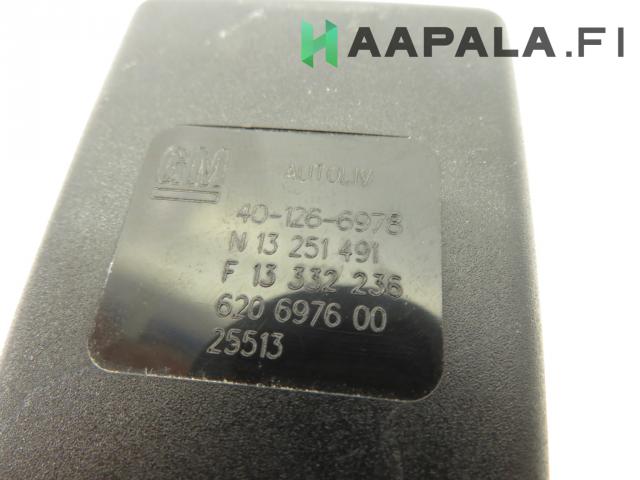 HAAPALA.FI
GM AUTOLIV
40-126-6978
N 13 251 491
F 13 332 236
620 6976 00
25513